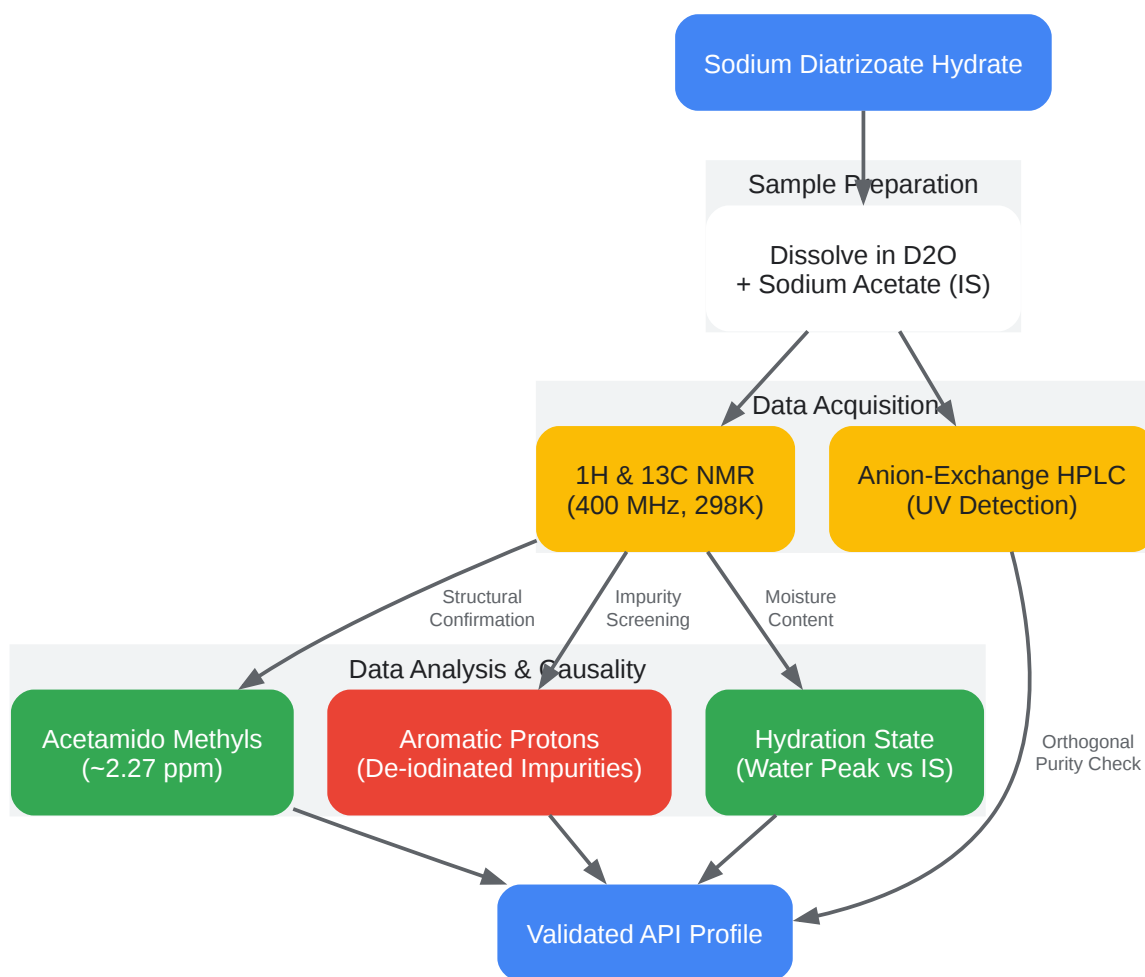 Sodium Diatrizoate Hydrate
Sample Preparation
Dissolve in D2O
+ Sodium Acetate (IS)
Data Acquisition
1H & 13C NMR
(400 MHz, 298K)
Anion-Exchange HPLC
(UV Detection)
Structural
Confirmation
Impurity
Screening
Moisture
Content
Data Analysis & Causality
Acetamido Methyls
(~2.27 ppm)
Aromatic Protons
(De-iodinated Impurities)
Hydration State
(Water Peak vs IS)
Orthogonal
Purity Check
Validated API Profile